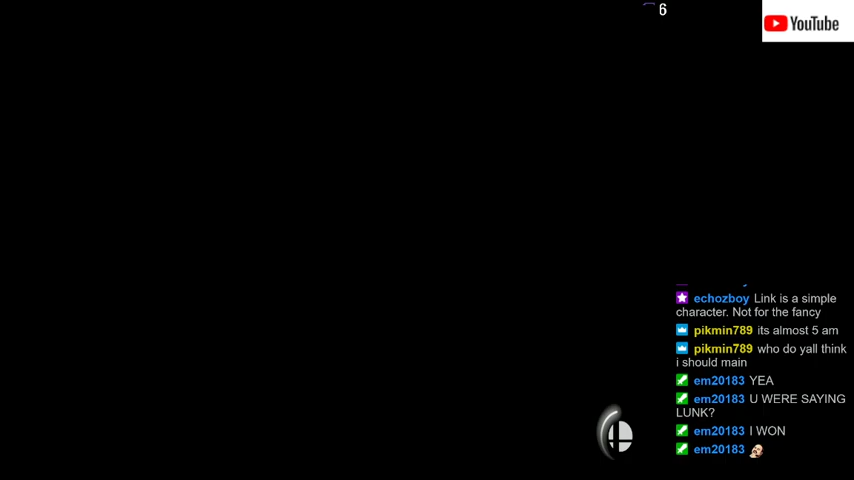 6
YouTube
echozboy Link is a simple
character. Not for the fancy
pikmin789 its almost 5 am
pikmin789 who do yall think
i should main
em20183 YEA
em20183 U WERE SAYING
LUNK?
em20183 I WON
em20183